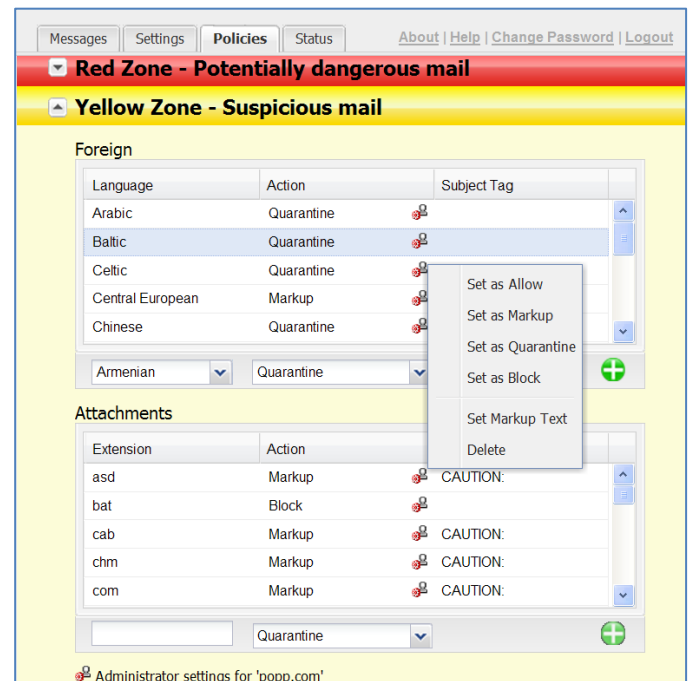 Messages Settings Policies Status About | Help | Change Password | Logout
Red Zone - Potentially dangerous mail
Yellow Zone - Suspicious mail
Foreign
Language Action Subject Tag
Arabic Quarantine
Baltic Quarantine
Celtic Quarantine
Central European Markup
Chinese Quarantine
Armenian Quarantine
Set as Allow
Set as Markup
Set as Quarantine
Set as Block
Set Markup Text
Delete
Attachments
Extension Action
asd Markup CAUTION:
bat Block
cab Markup CAUTION:
chm Markup CAUTION:
com Markup CAUTION:
Quarantine
Administrator settings for 'popp.com'